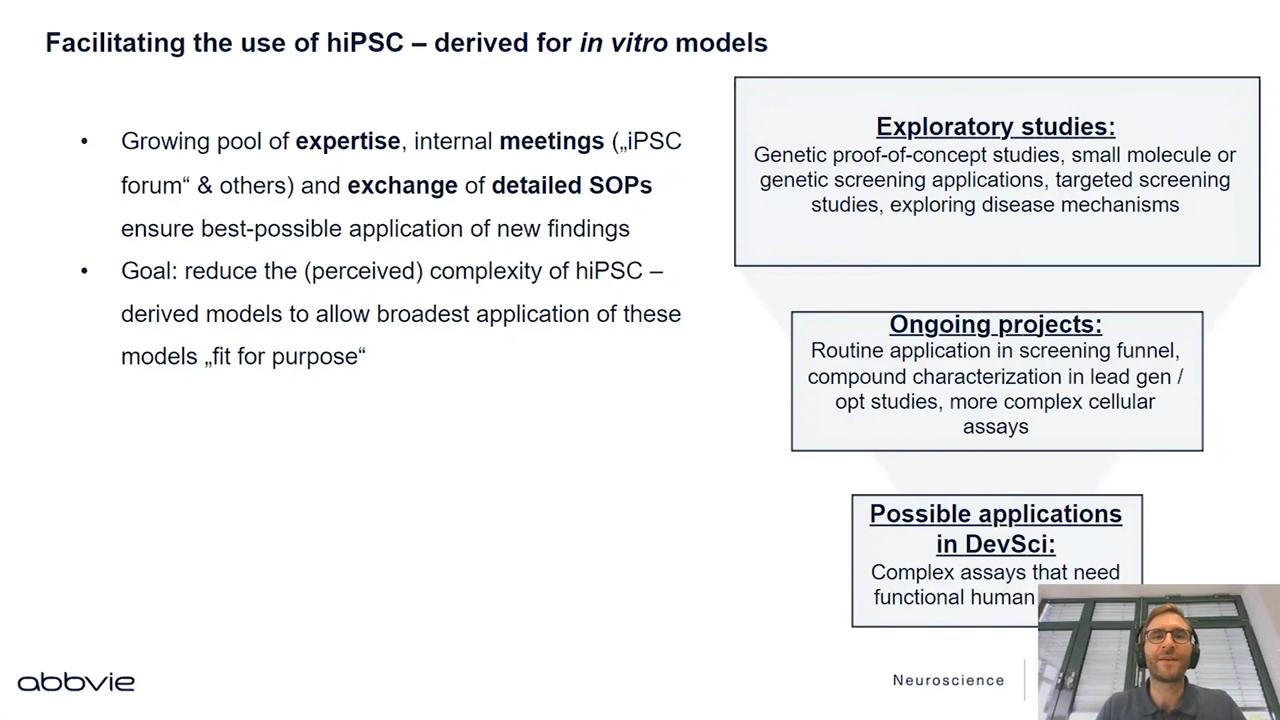 Facilitating the use of hiPSC – derived for in vitro models
• Growing pool of expertise, internal meetings („iPSC
forum“ & others) and exchange of detailed SOPs
ensure best-possible application of new findings
• Goal: reduce the (perceived) complexity of hiPSC –
derived models to allow broadest application of these
models „fit for purpose“
Exploratory studies:
Genetic proof-of-concept studies, small molecule or
genetic screening applications, targeted screening
studies, exploring disease mechanisms
Ongoing projects:
Routine application in screening funnel,
compound characterization in lead gen /
opt studies, more complex cellular
assays
Possible applications
in DevSci:
Complex assays that need
functional human
abbvie
Neuroscience